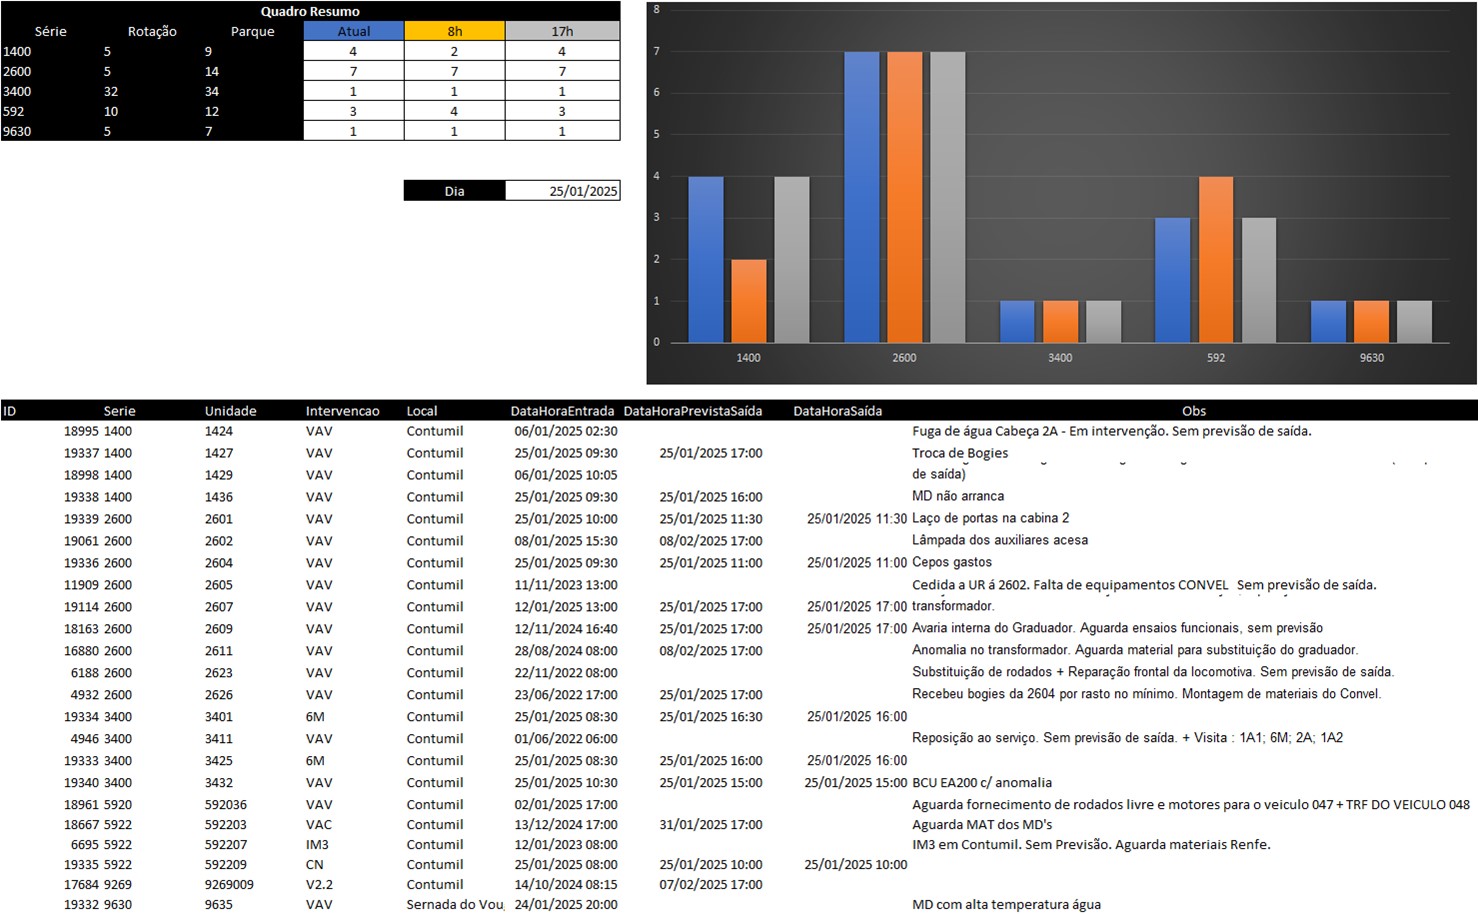 Quadro Resumo
Série Rotação Parque Atual 8h 17h
1400 5 9 4 2 4
2600 5 14 7 7 7
3400 32 34 1 1 1
592 10 12 3 4 3
9630 5 7 1 1 1
Dia 25/01/2025
8
7
6
5
4
3
2
1
0
1400 2600 3400 592 9630
ID Serie Unidade Intervencao Local DataHoraEntrada DataHoraPrevistaSaída DataHoraSaída Obs
18995 1400 1424 VAV Contumil 06/01/2025 02:30 Fuga de água Cabeça 2A - Em intervenção. Sem previsão de saída.
19337 1400 1427 VAV Contumil 25/01/2025 09:30 25/01/2025 17:00 Troca de Bogies
18998 1400 1429 VAV Contumil 06/01/2025 10:05 de saída)
19338 1400 1436 VAV Contumil 25/01/2025 09:30 25/01/2025 16:00 MD não arranca
19339 2600 2601 VAV Contumil 25/01/2025 10:00 25/01/2025 11:30 25/01/2025 11:30 Laço de portas na cabina 2
19061 2600 2602 VAV Contumil 08/01/2025 15:30 08/02/2025 17:00 Lâmpada dos auxiliares acesa
19336 2600 2604 VAV Contumil 25/01/2025 09:30 25/01/2025 11:00 25/01/2025 11:00 Cepos gastos
11909 2600 2605 VAV Contumil 11/11/2023 13:00 Cedida a UR á 2602. Falta de equipamentos CONVEL Sem previsão de saída.
19114 2600 2607 VAV Contumil 12/01/2025 13:00 25/01/2025 17:00 25/01/2025 17:00 transformador.
18163 2600 2609 VAV Contumil 12/11/2024 16:40 25/01/2025 17:00 25/01/2025 17:00 Avaria interna do Graduador. Aguarda ensaios funcionais, sem previsão
16880 2600 2611 VAV Contumil 28/08/2024 08:00 08/02/2025 17:00 Anomalia no transformador. Aguarda material para substituição do graduador.
6188 2600 2623 VAV Contumil 22/11/2022 08:00 Substituição de rodados + Reparação frontal da locomotiva. Sem previsão de saída.
4932 2600 2626 VAV Contumil 23/06/2022 17:00 25/01/2025 17:00 Recebeu bogies da 2604 por rasto no mínimo. Montagem de materiais do Convel.
19334 3400 3401 6M Contumil 25/01/2025 08:30 25/01/2025 16:30 25/01/2025 16:00
4946 3400 3411 VAV Contumil 01/06/2022 06:00 Reposição ao serviço. Sem previsão de saída. + Visita : 1A1; 6M; 2A; 1A2
19333 3400 3425 6M Contumil 25/01/2025 08:30 25/01/2025 16:00 25/01/2025 16:00
19340 3400 3432 VAV Contumil 25/01/2025 10:30 25/01/2025 15:00 25/01/2025 15:00 BCU EA200 c/ anomalia
18961 5920 592036 VAV Contumil 02/01/2025 17:00 Aguarda fornecimento de rodados livre e motores para o veiculo 047 + TRF DO VEICULO 048
18667 5922 592203 VAC Contumil 13/12/2024 17:00 31/01/2025 17:00 Aguarda MAT dos MD's
6695 5922 592207 IM3 Contumil 12/01/2023 08:00 IM3 em Contumil. Sem Previsão. Aguarda materiais Renfe.
19335 5922 592209 CN Contumil 25/01/2025 08:00 25/01/2025 10:00 25/01/2025 10:00
17684 9269 9269009 V2.2 Contumil 14/10/2024 08:15 07/02/2025 17:00
19332 9630 9635 VAV Sernada do Vou 24/01/2025 20:00 MD com alta temperatura água